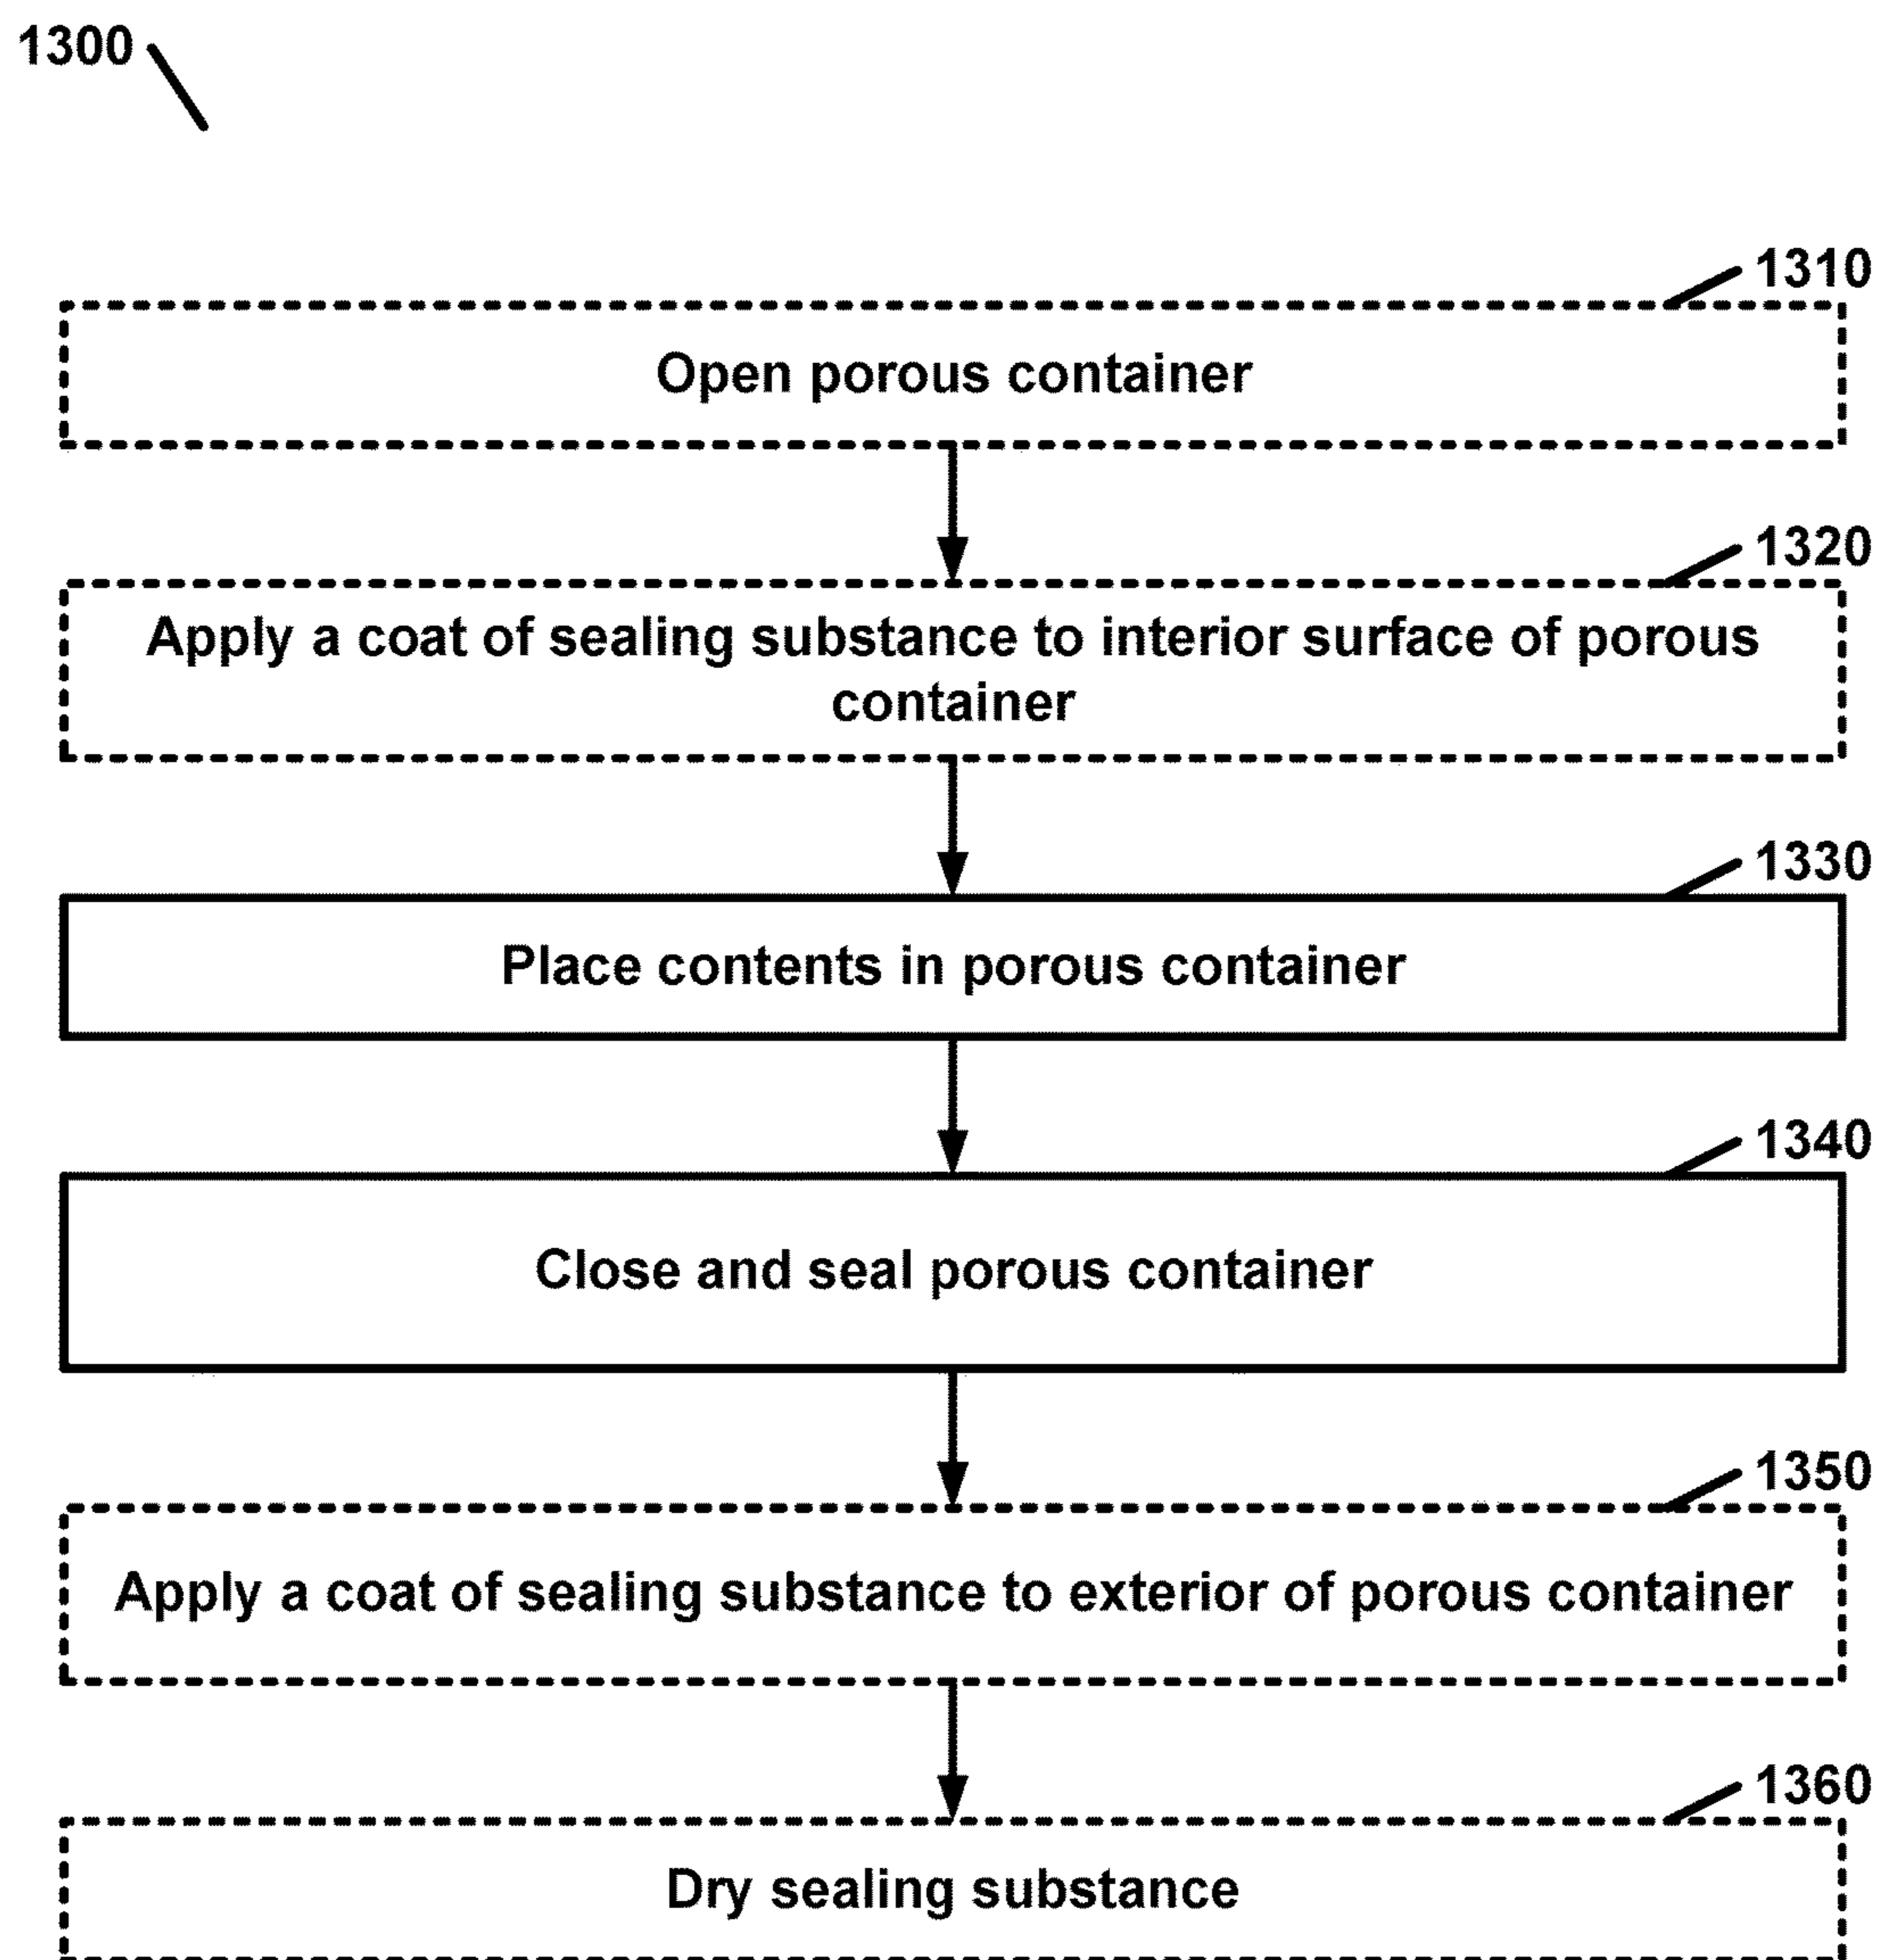 1300
1310
Open porous container
1320
Apply a coat of sealing substance to interior surface of porous
container
1330
Place contents in porous container
1340
Close and seal porous container
1350
Apply a coat of sealing substance to exterior of porous container
1360
Dry sealing substance